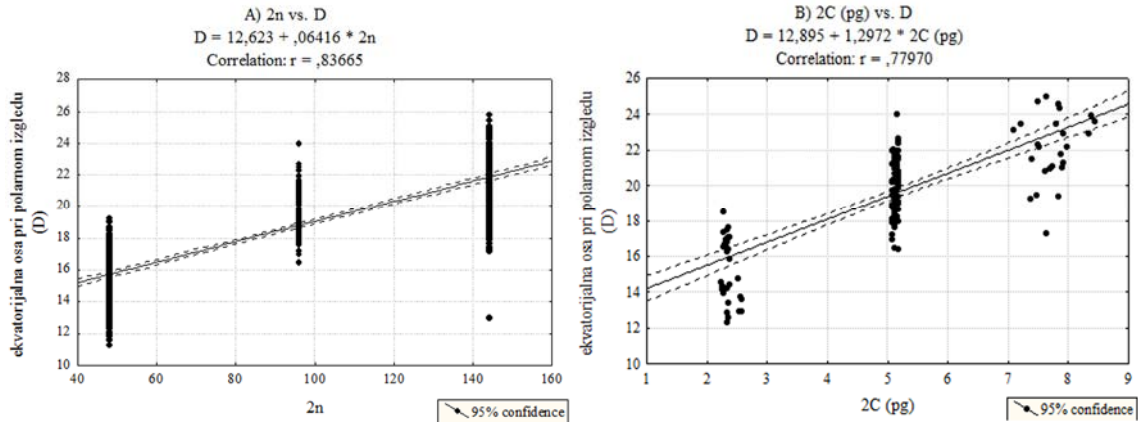 A) 2n vs. D
D = 12,623 + ,06416 * 2n
Correlation: r = ,83665
ekvatorijalna osa pri polarnom izgledu
(D)
28
26
24
22
20
18
16
14
12
10
40
60
80
100
120
140
160
2n
95% confidence
B) 2C (pg) vs. D
D = 12,895 + 1,2972 * 2C (pg)
Correlation: r = ,77970
ekvatorijalna osa pri polarnom izgledu
(D)
26
24
22
20
18
16
14
12
10
1
2
3
4
5
6
7
8
9
2C (pg)
95% confidence